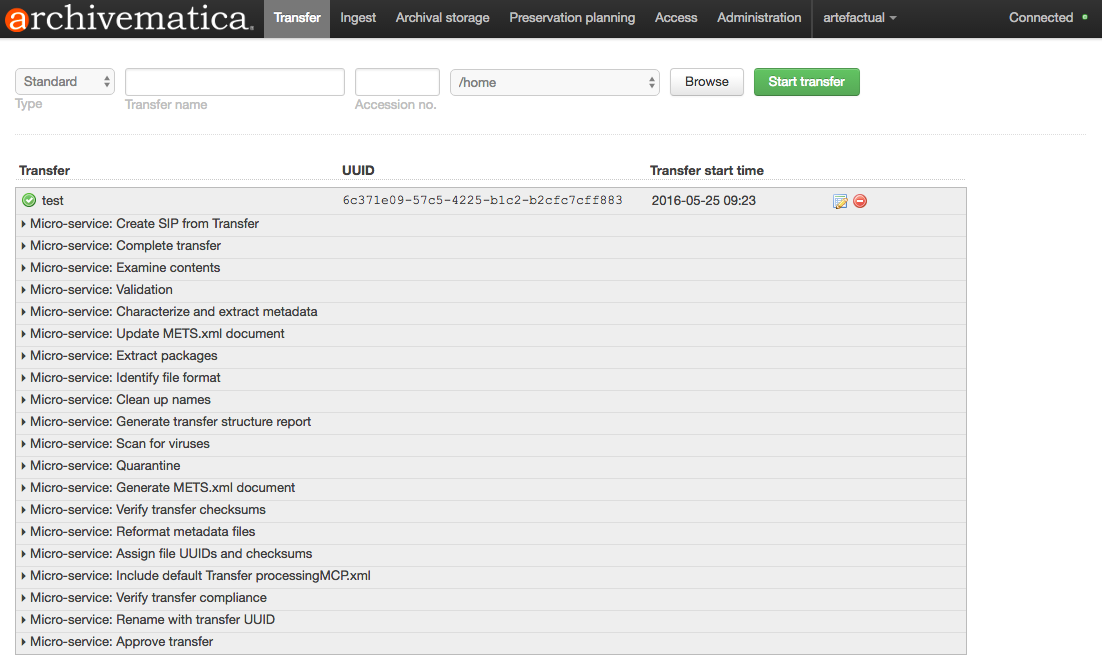 archivematica Transfer Ingest Archival storage Preservation planning Access Administration artefactual Connected
Standard /home Browse Start transfer
Type Transfer name Accession no.
Transfer UUID Transfer start time
test 6c371e09-57c5-4225-b1c2-b2cfc7cff883 2016-05-25 09:23
Micro-service: Create SIP from Transfer
Micro-service: Complete transfer
Micro-service: Examine contents
Micro-service: Validation
Micro-service: Characterize and extract metadata
Micro-service: Update METS.xml document
Micro-service: Extract packages
Micro-service: Identify file format
Micro-service: Clean up names
Micro-service: Generate transfer structure report
Micro-service: Scan for viruses
Micro-service: Quarantine
Micro-service: Generate METS.xml document
Micro-service: Verify transfer checksums
Micro-service: Reformat metadata files
Micro-service: Assign file UUIDs and checksums
Micro-service: Include default Transfer processingMCP.xml
Micro-service: Verify transfer compliance
Micro-service: Rename with transfer UUID
Micro-service: Approve transfer